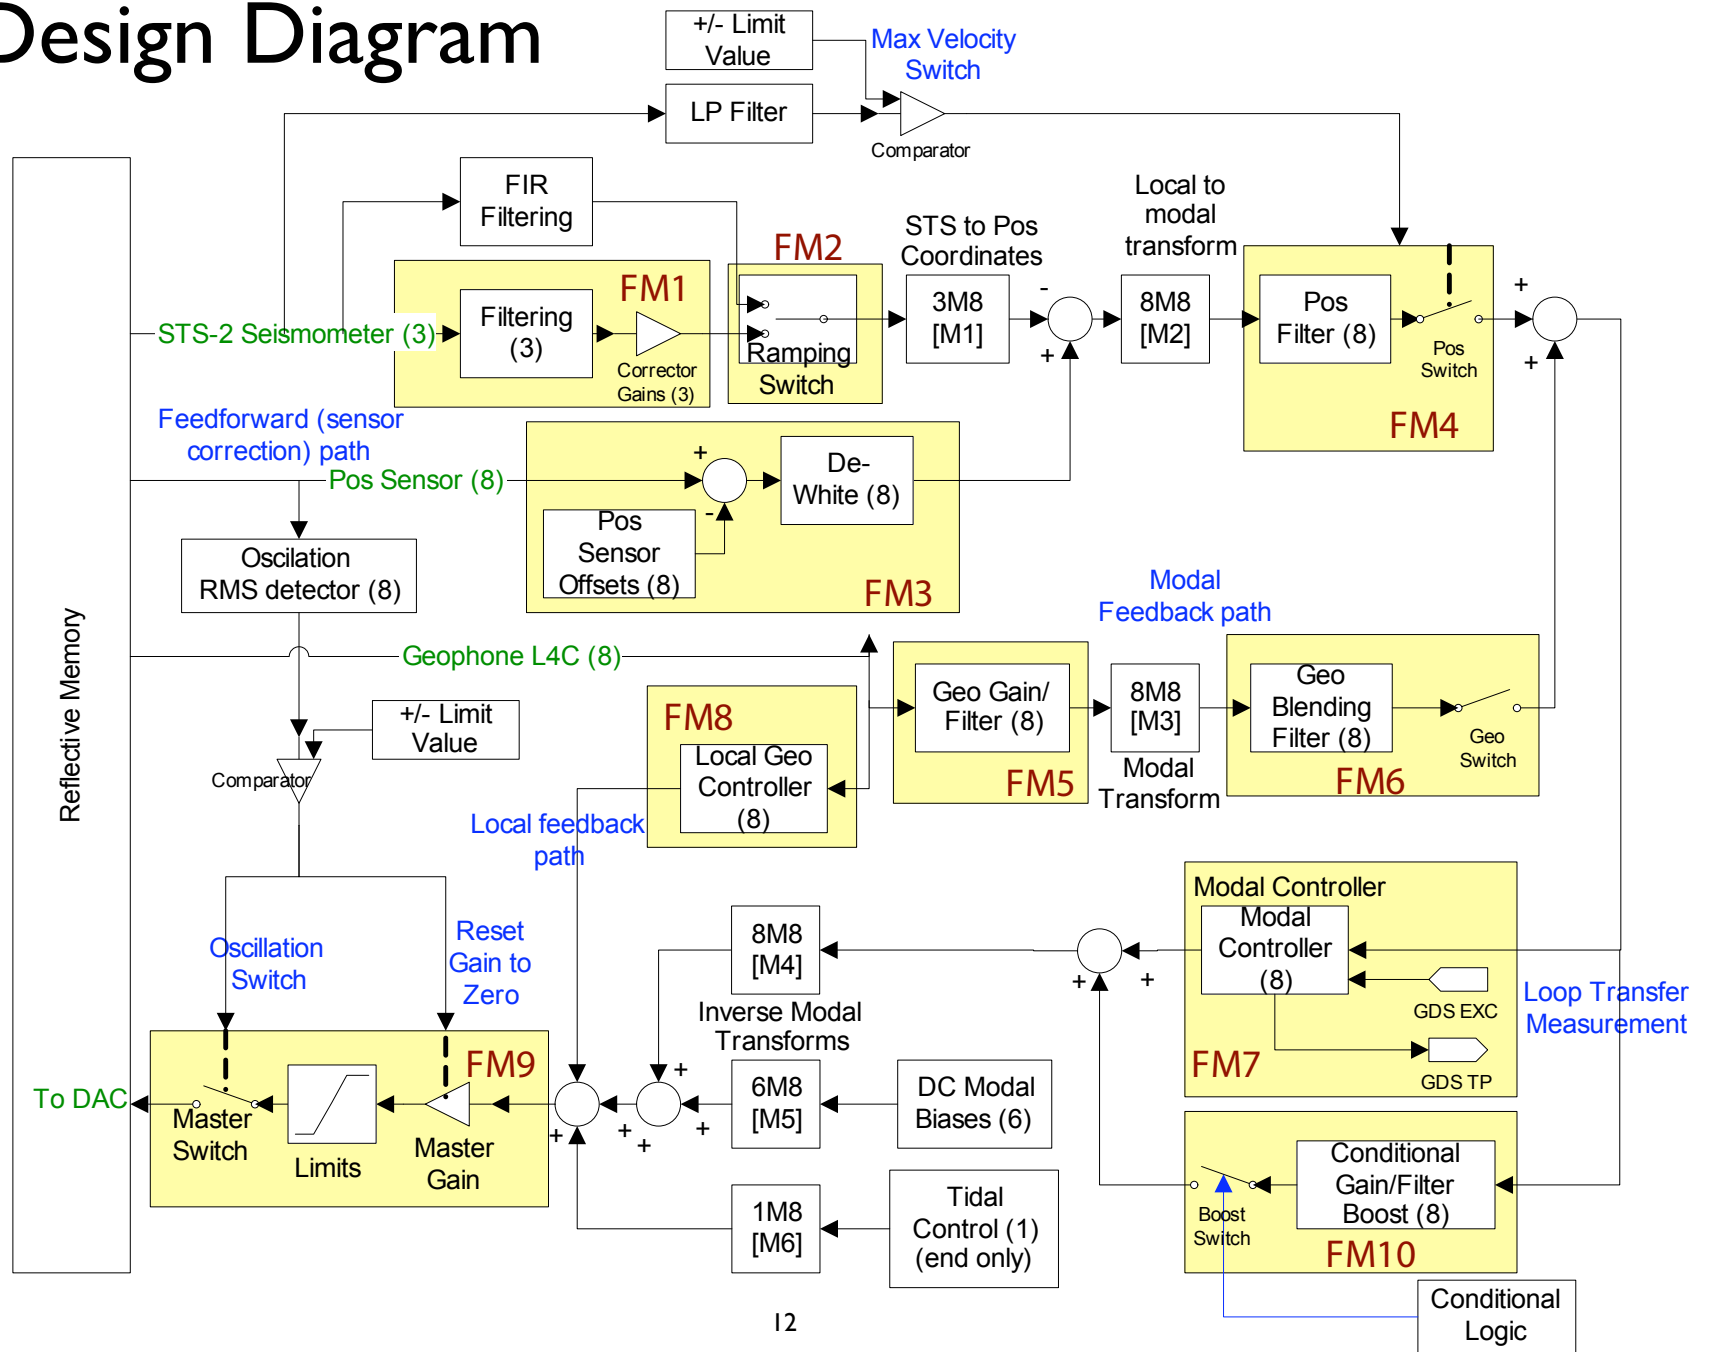 Design Diagram
+/- Limit
Value
Max Velocity
Switch
LP Filter
Comparator
FIR
Filtering
FM1
STS-2 Seismometer (3)
Filtering
(3)
Corrector
Gains (3)
FM2
Ramping
Switch
STS to Pos
Coordinates
3M8
[M1]
-
+
Local to
modal
transform
8M8
[M2]
Pos
Filter (8)
Pos
Switch
FM4
+
+
Feedforward (sensor
correction) path
Pos Sensor (8)
+
-
De-
White (8)
Pos
Sensor
Offsets (8)
FM3
Oscilation
RMS detector (8)
Reflective Memory
Geophone L4C (8)
Modal
Feedback path
Geo Gain/
Filter (8)
FM5
8M8
[M3]
Modal
Transform
Geo
Blending
Filter (8)
Geo
Switch
FM6
FM8
Local Geo
Controller
(8)
+/- Limit
Value
Comparator
Local feedback
path
Oscillation
Switch
Reset
Gain to
Zero
8M8
[M4]
Inverse Modal
Transforms
+
+
Modal Controller
Modal
Controller
(8)
GDS EXC
GDS TP
FM7
Loop Transfer
Measurement
To DAC
Master
Switch
Limits
Master
Gain
FM9
+
+
+
+
+
6M8
[M5]
DC Modal
Biases (6)
1M8
[M6]
Tidal
Control (1)
(end only)
Boost
Switch
Conditional
Gain/Filter
Boost (8)
FM10
Conditional
Logic
12